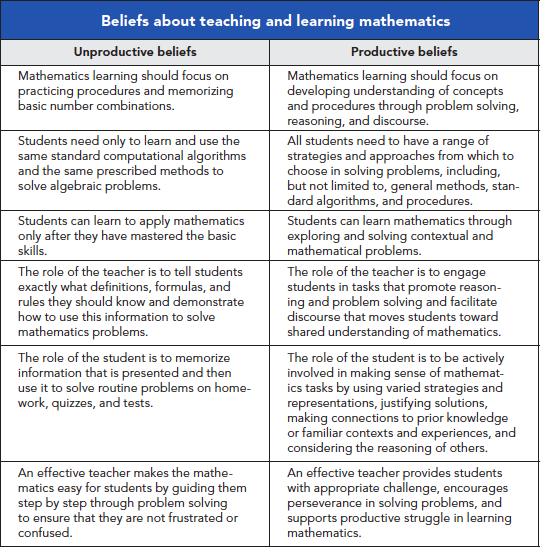 Beliefs about teaching and learning mathematics
Unproductive beliefs
Productive beliefs
Mathematics learning should focus on
practicing procedures and memorizing
basic number combinations.
Mathematics learning should focus on
developing understanding of concepts
and procedures through problem solving,
reasoning, and discourse.
Students need only to learn and use the
same standard computational algorithms
and the same prescribed methods to
solve algebraic problems.
All students need to have a range of
strategies and approaches from which to
choose in solving problems, including,
but not limited to, general methods, stan-
dard algorithms, and procedures.
Students can learn to apply mathematics
only after they have mastered the basic
skills.
Students can learn mathematics through
exploring and solving contextual and
mathematical problems.
The role of the teacher is to tell students
exactly what definitions, formulas, and
rules they should know and demonstrate
how to use this information to solve
mathematics problems.
The role of the teacher is to engage
students in tasks that promote reason-
ing and problem solving and facilitate
discourse that moves students toward
shared understanding of mathematics.
The role of the student is to memorize
information that is presented and then
use it to solve routine problems on home-
work, quizzes, and tests.
The role of the student is to be actively
involved in making sense of mathemat-
ics tasks by using varied strategies and
representations, justifying solutions,
making connections to prior knowledge
or familiar contexts and experiences, and
considering the reasoning of others.
An effective teacher makes the mathe-
matics easy for students by guiding them
step by step through problem solving
to ensure that they are not frustrated or
confused.
An effective teacher provides students
with appropriate challenge, encourages
perseverance in solving problems, and
supports productive struggle in learning
mathematics.